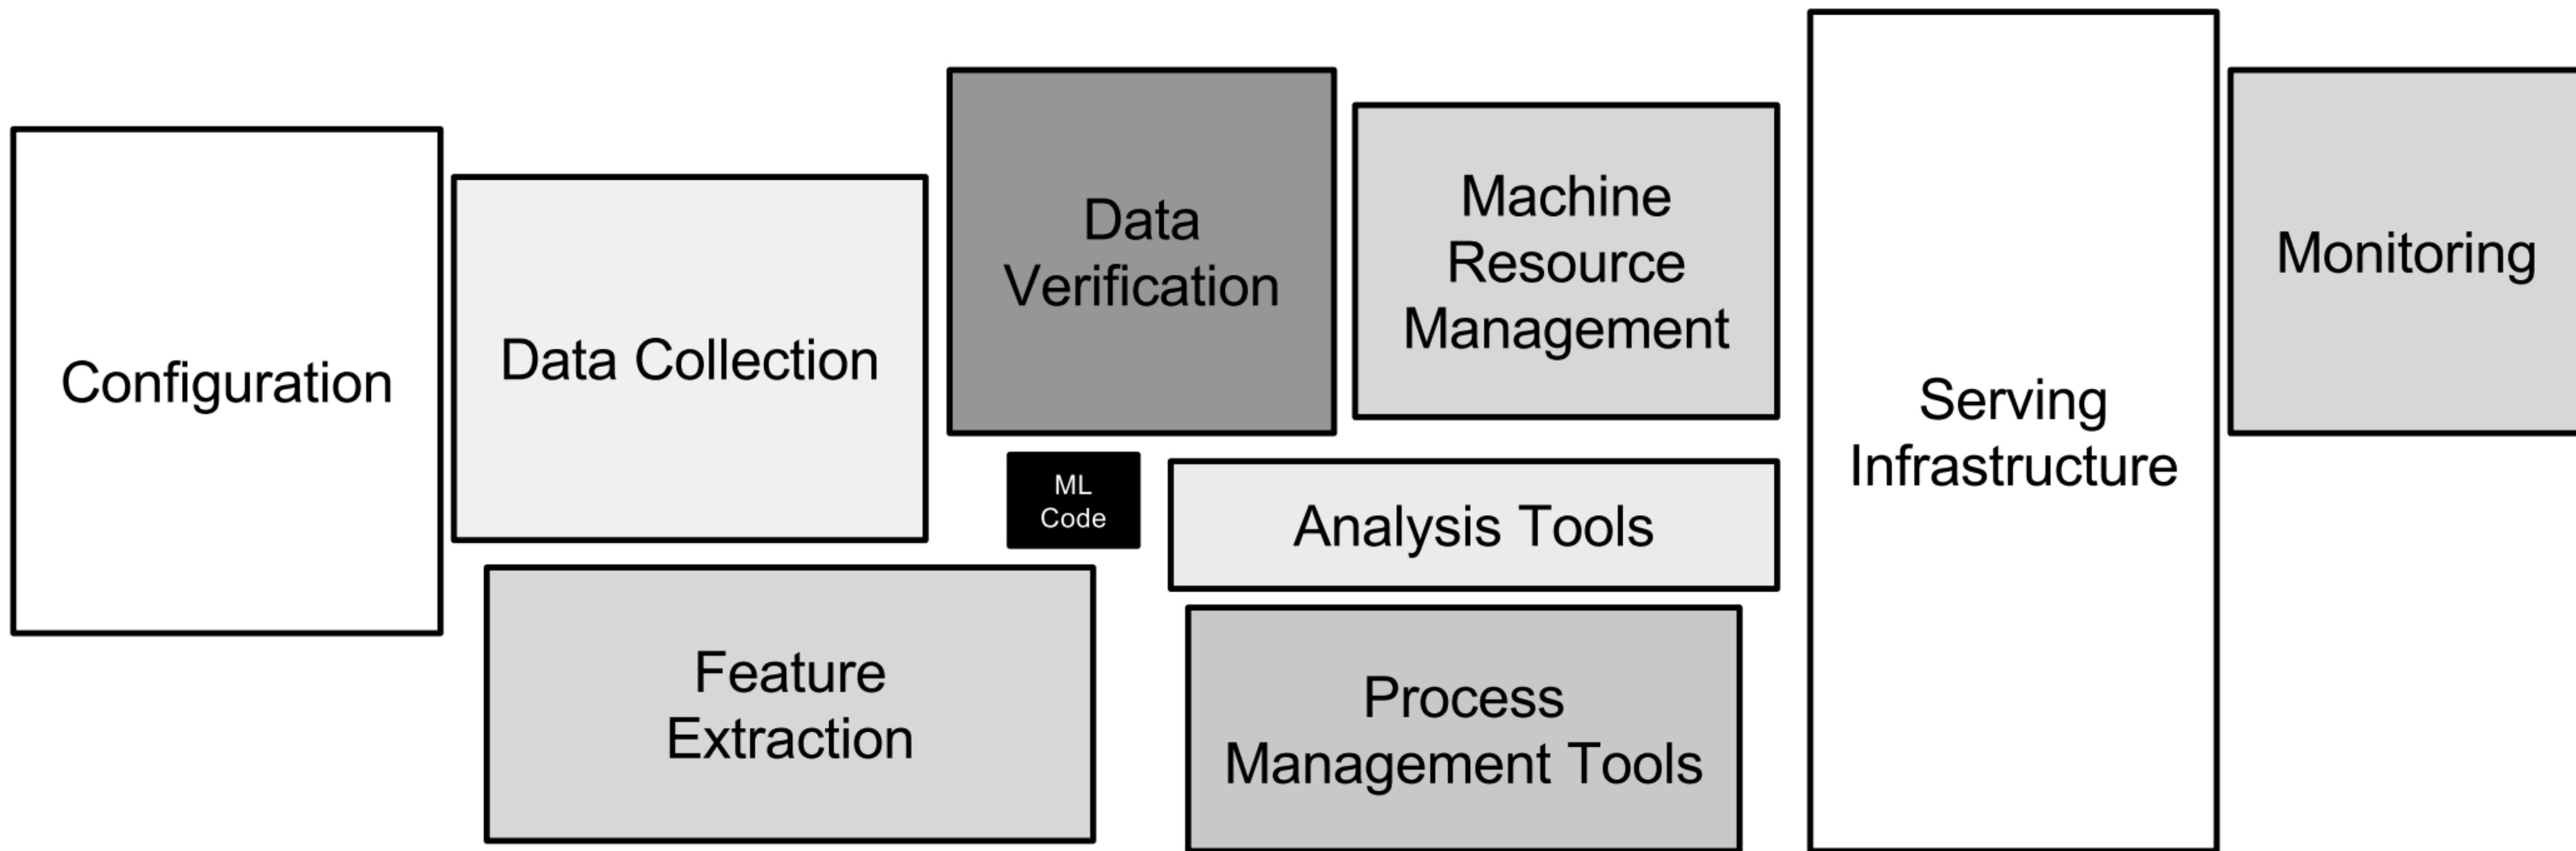 Configuration
Data Collection
Feature
Extraction
Data
Verification
ML
Code
Machine
Resource
Management
Analysis Tools
Process
Management Tools
Serving
Infrastructure
Monitoring